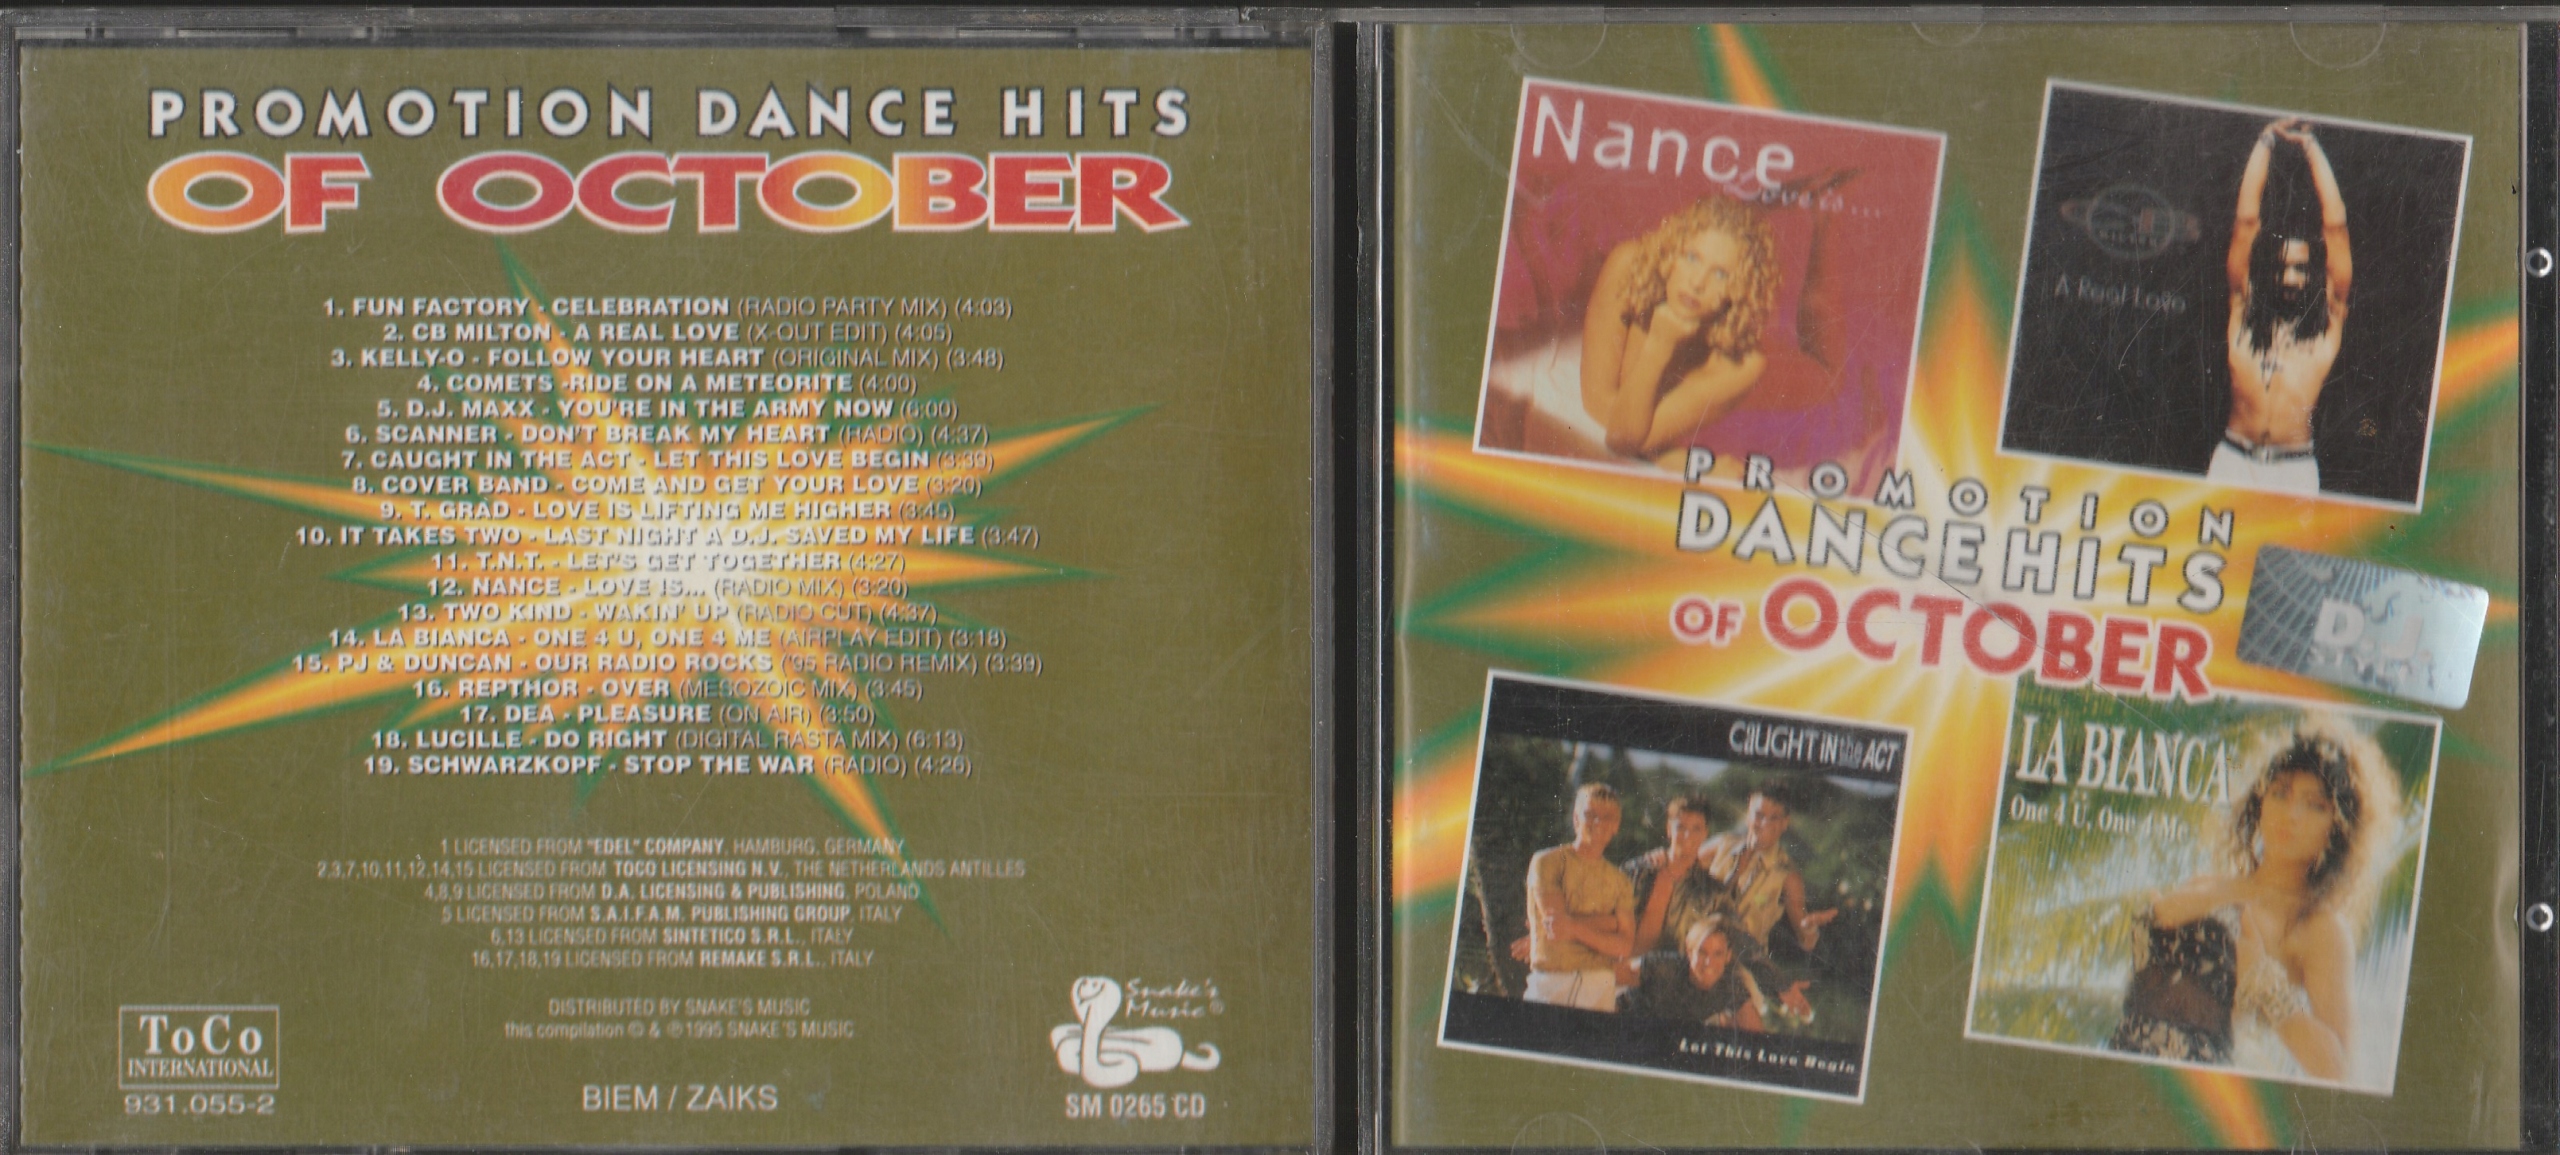 PROMOTION DANCE HITS
OF OCTOBER
1. FUN FACTORY - CELEBRATION (RADIO PARTY MIX) (4:03)
2. CB MILTON - A REAL LOVE (X-OUT EDIT) (4:05)
3. KELLY-O - FOLLOW YOUR HEART (ORIGINAL MIX) (3:48)
4. COMETS -RIDE ON A METEORITE (4:00)
5. D.J. MAXX - YOU'RE IN THE ARMY NOW (6:00)
6. SCANNER - DON'T BREAK MY HEART (RADIO) (4:37)
7. CAUGHT IN THE ACT - LET THIS LOVE BEGIN (3:39)
8. COVER BAND - COME AND GET YOUR LOVE (3:20)
9. T. GRÀD - LOVE IS LIFTING ME HIGHER (3:45)
10. IT TAKES TWO - LAST NIGHT A D.J. SAVED MY LIFE (3:47)
11. T.N.T. - LET'S GET TOGETHER (4:27)
12. NANCE - LOVE IS... (RADIO MIX) (3:20)
13. TWO KIND - WAKIN' UP (RADIO CUT) (4:37)
14. LA BIANCA - ONE 4 U, ONE 4 ME (AIRPLAY EDIT) (3:18)
15. PJ & DUNCAN - OUR RADIO ROCKS ('95 RADIO REMIX) (3:39)
16. REPTHOR - OVER (MESOZOIC MIX) (3:45)
17. DEA - PLEASURE (ON AIR) (3:50)
18. LUCILLE - DO RIGHT (DIGITAL RASTA MIX) (6:13)
19. SCHWARZKOPF - STOP THE WAR (RADIO) (4:26)
1 LICENSED FROM "EDEL" COMPANY, HAMBURG, GERMANY
2,3,7,10,11,12,14,15 LICENSED FROM TOCO LICENSING N.V., THE NETHERLANDS ANTILLES
4,8,9 LICENSED FROM D.A. LICENSING & PUBLISHING, POLAND
5 LICENSED FROM S.A.I.F.A.M. PUBLISHING GROUP, ITALY
6,13 LICENSED FROM SINTETICO S.R.L., ITALY
16,17,18,19 LICENSED FROM REMAKE S.R.L., ITALY
DISTRIBUTED BY SNAKE'S MUSIC
this compilation © & ℗ 1995 SNAKE'S MUSIC
ToCo
INTERNATIONAL
931.055-2
BIEM / ZAIKS
Snake's
Music ®
SM 0265 CD
Nance
Love is...
A Real Love
PROMOTION
DANCE HITS
OF OCTOBER
D.J.
CAUGHT IN the ACT
Let This Love Begin
LA BIANCA
One 4 Ü, One 4 Me